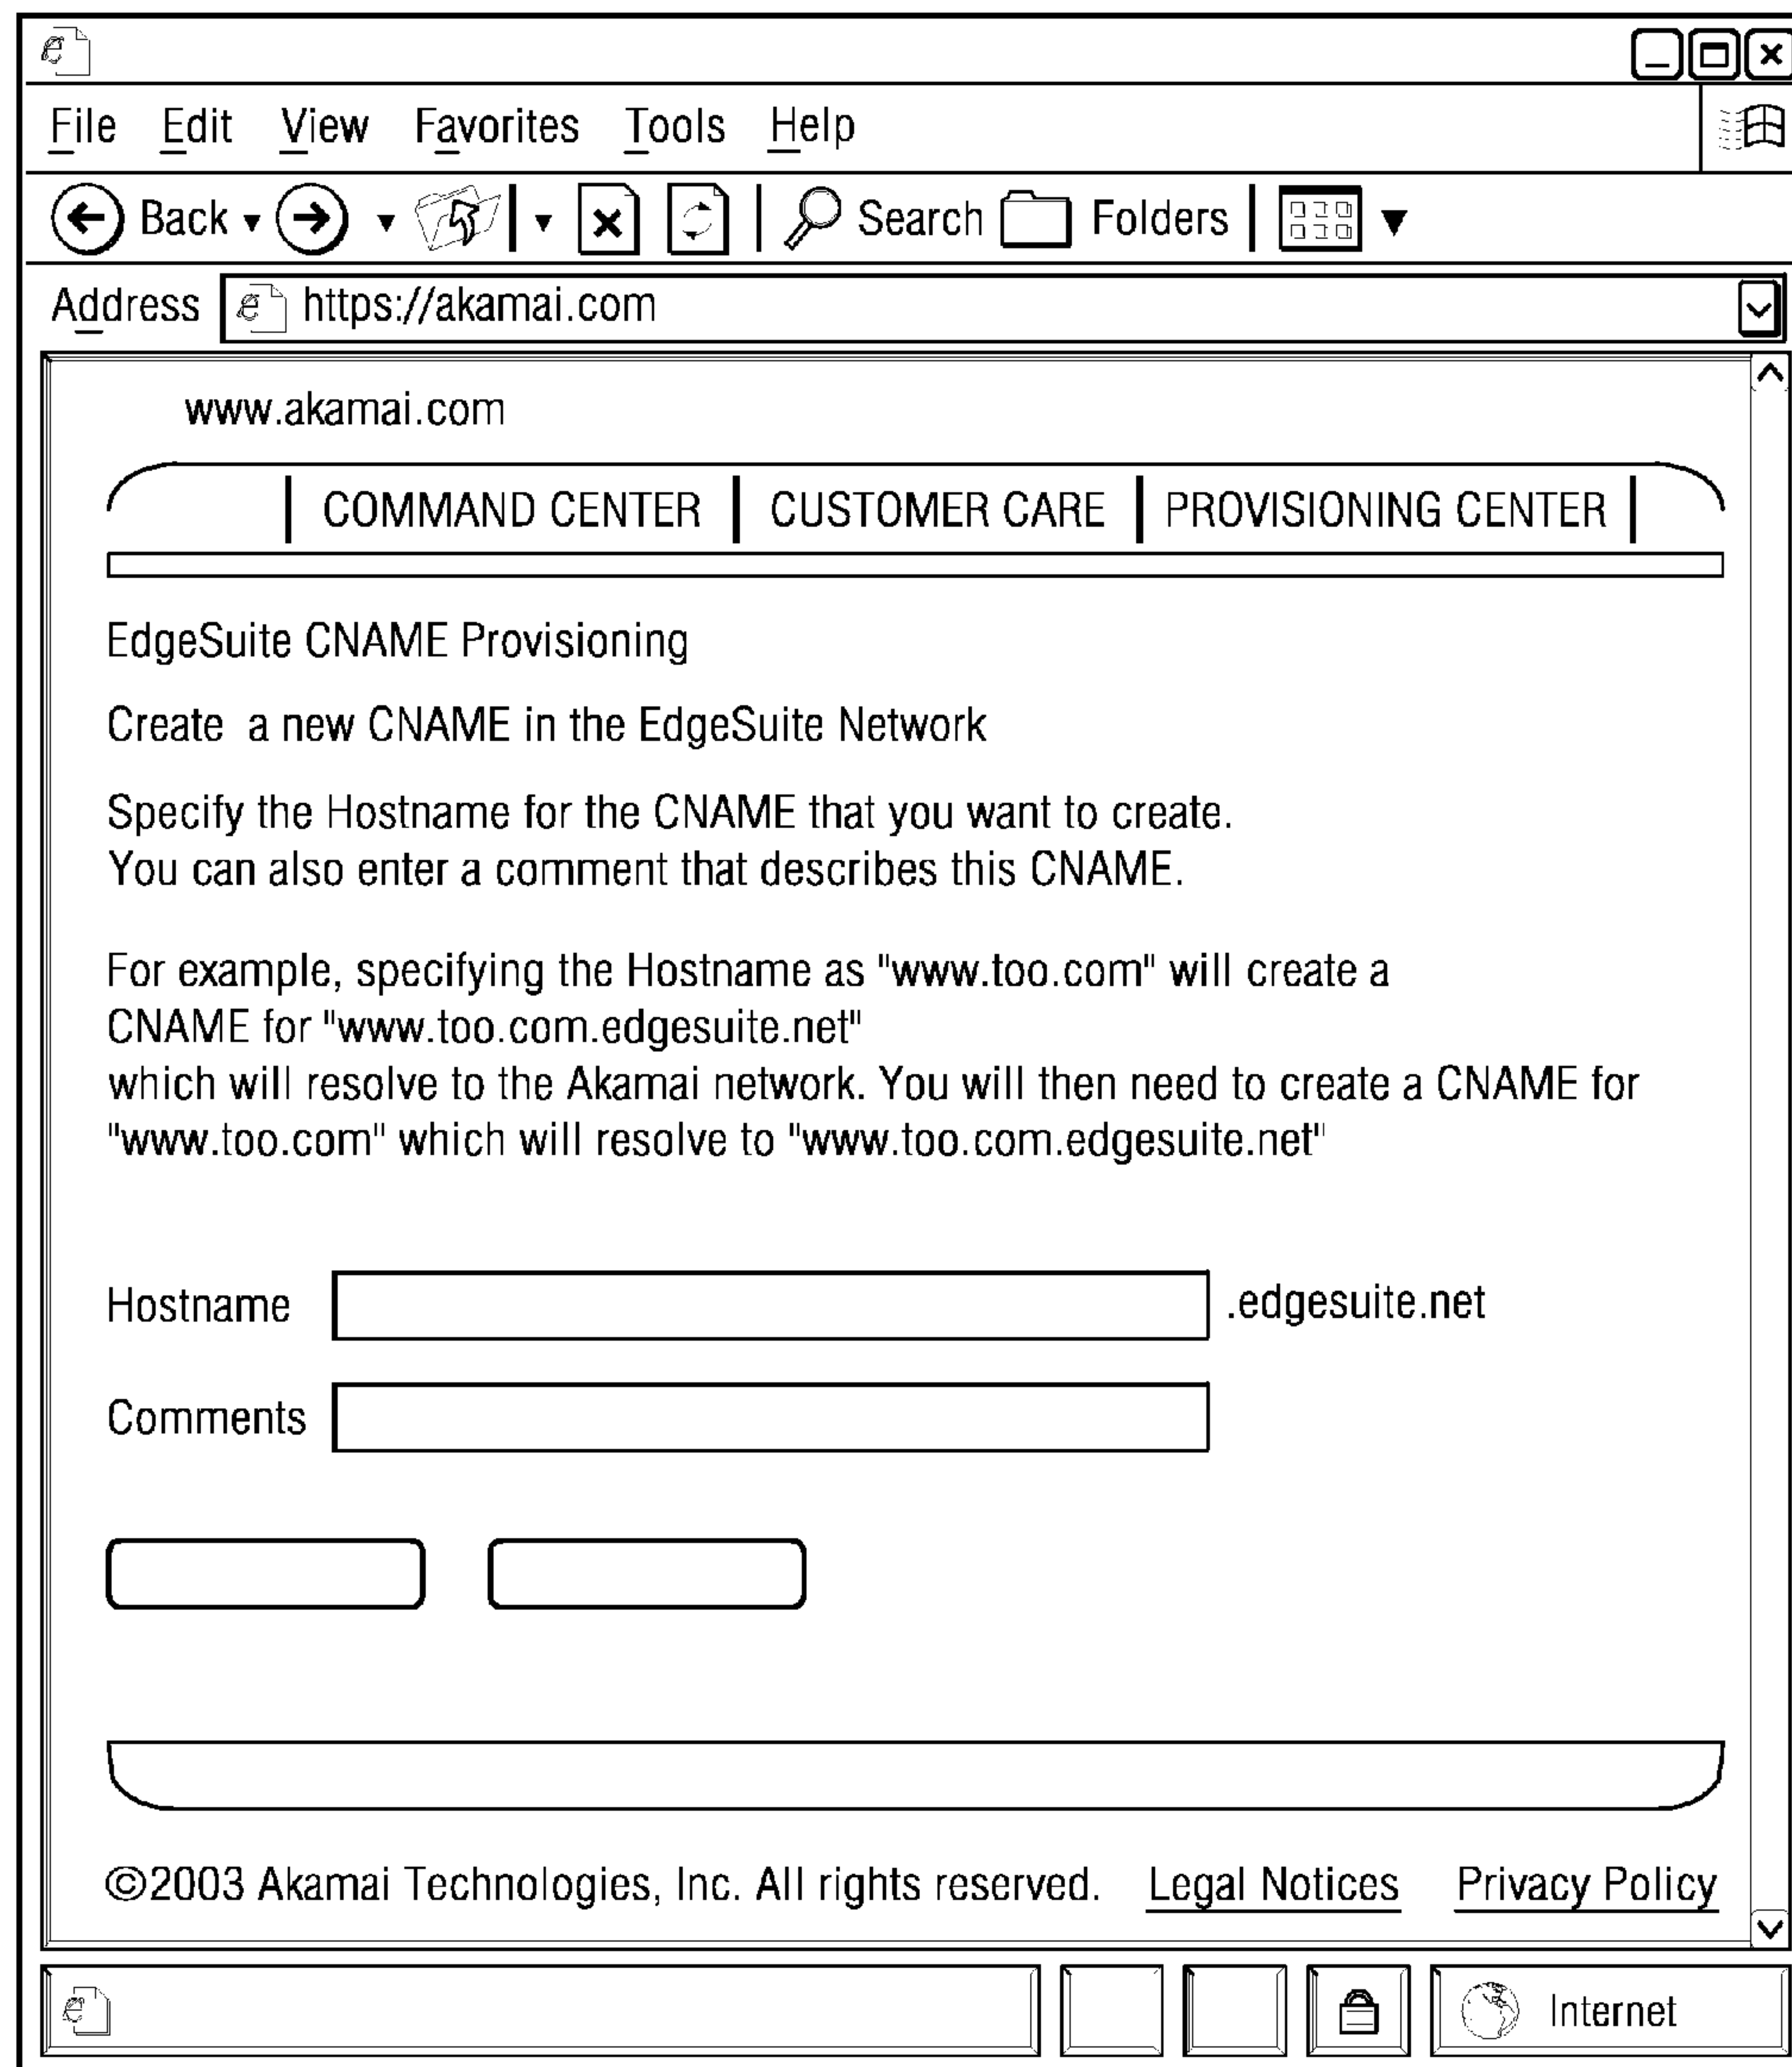 File Edit View Favorites Tools Help
Back Search Folders
Address https://akamai.com
www.akamai.com
COMMAND CENTER CUSTOMER CARE PROVISIONING CENTER
EdgeSuite CNAME Provisioning
Create a new CNAME in the EdgeSuite Network
Specify the Hostname for the CNAME that you want to create.
You can also enter a comment that describes this CNAME.
For example, specifying the Hostname as "www.too.com" will create a
CNAME for "www.too.com.edgesuite.net"
which will resolve to the Akamai network. You will then need to create a CNAME for
"www.too.com" which will resolve to "www.too.com.edgesuite.net"
Hostname .edgesuite.net
Comments
©2003 Akamai Technologies, Inc. All rights reserved. Legal Notices Privacy Policy
Internet